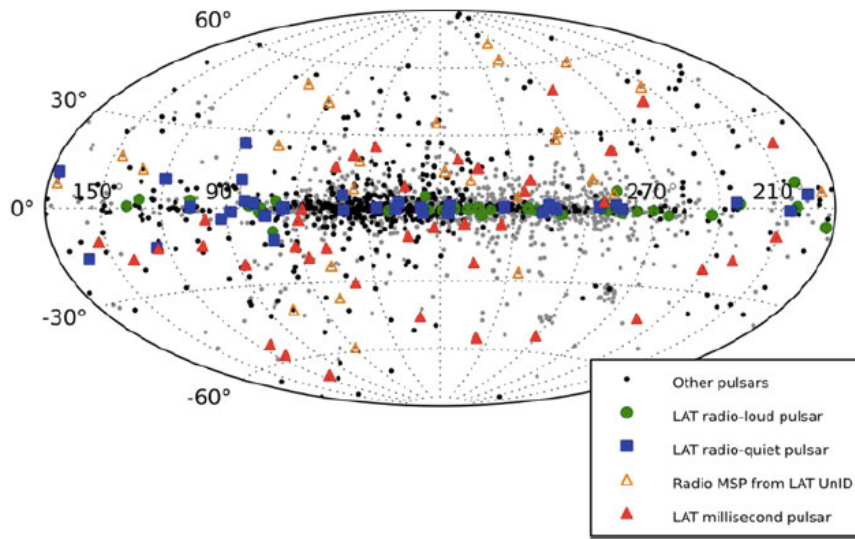 60°
30°
150° 90 270 210
0°
-30°
-60°
Other pulsars
LAT radio-loud pulsar
LAT radio-quiet pulsar
Radio MSP from LAT UnID
LAT millisecond pulsar